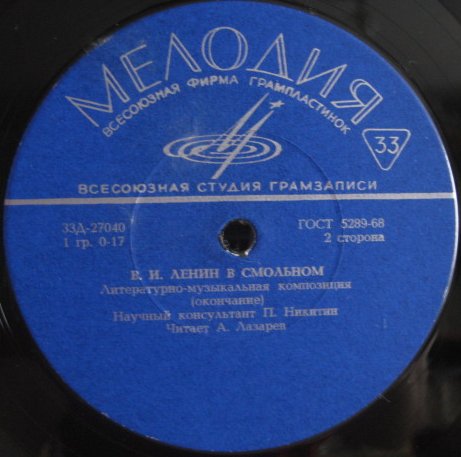 МЕЛОДИЯ
ВСЕСОЮЗНАЯ ФИРМА ГРАМПЛАСТИНОК
33
ВСЕСОЮЗНАЯ СТУДИЯ ГРАМЗАПИСИ
33Д-27040
ГОСТ 5289-68
1 гр. 0-17
2 сторона
В. И. ЛЕНИН В СМОЛЬНОМ
Литературно-музыкальная композиция
(окончание)
Научный консультант П. Никитин
Читает А. Лазарев